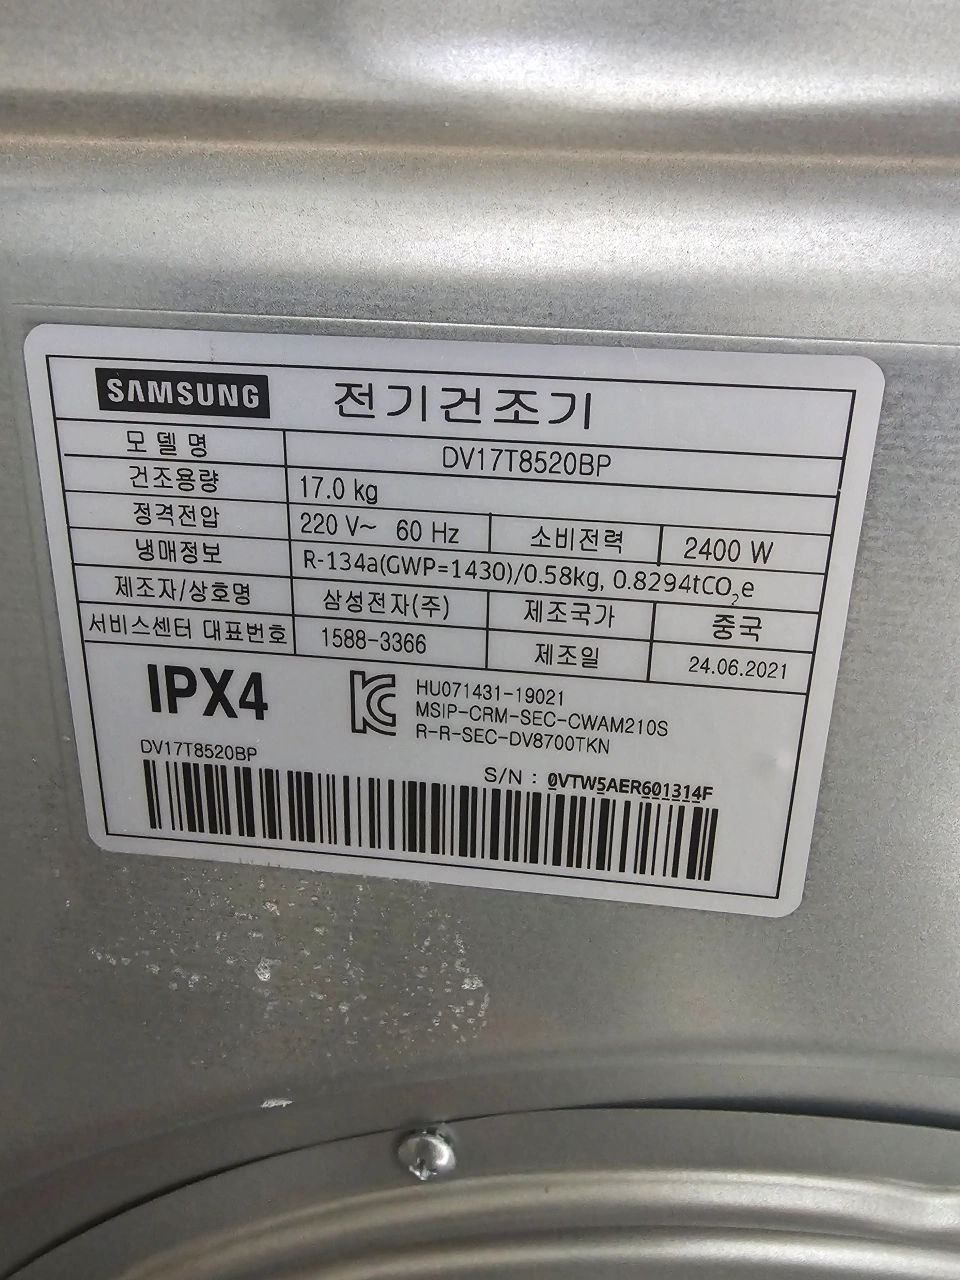 SAMSUNG 전기건조기
모델명 DV17T8520BP
건조용량 17.0 kg
정격전압 220 V~ 60 Hz 소비전력 2400 W
냉매정보 R-134a(GWP=1430)/0.58kg, 0.8294tCO₂e
제조자/상호명 삼성전자(주) 제조국가 중국
서비스센터 대표번호 1588-3366 제조일 24.06.2021
IPX4
HU071431-19021
MSIP-CRM-SEC-CWAM210S
R-R-SEC-DV8700TKN
DV17T8520BP
S/N : 0VTW5AER601314F